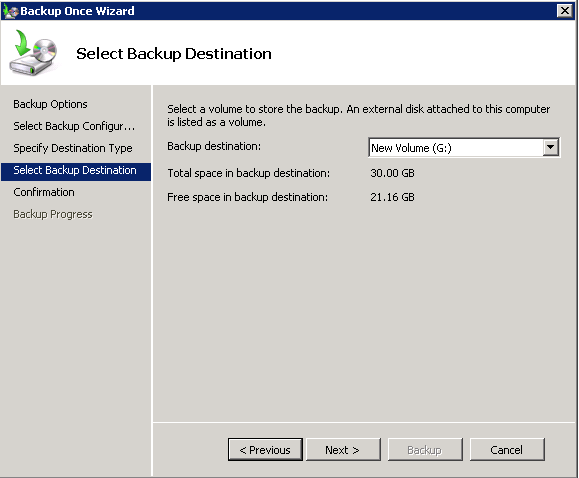 Backup Once Wizard
Select Backup Destination
Backup Options
Select Backup Configur...
Specify Destination Type
Select Backup Destination
Confirmation
Backup Progress
Select a volume to store the backup. An external disk attached to this computer
is listed as a volume.
Backup destination: New Volume (G:)
Total space in backup destination: 30.00 GB
Free space in backup destination: 21.16 GB
< Previous Next > Backup Cancel